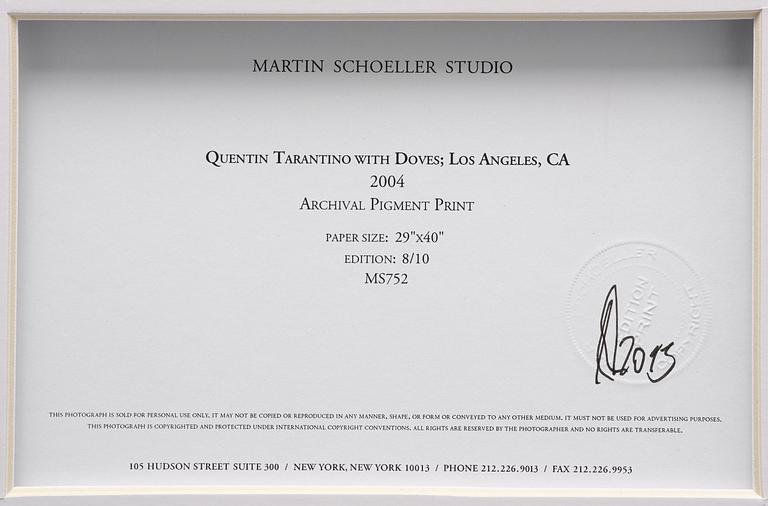 MARTIN SCHOELLER STUDIO
QUENTIN TARANTINO WITH DOVES; LOS ANGELES, CA
2004
ARCHIVAL PIGMENT PRINT
PAPER SIZE: 29"X40"
EDITION: 8/10
MS752
EDITION
PRINT
COPYRIGHT
2013
THIS PHOTOGRAPH IS SOLD FOR PERSONAL USE ONLY. IT MAY NOT BE COPIED OR REPRODUCED IN ANY MANNER, SHAPE, OR FORM OR CONVEYED TO ANY OTHER MEDIUM. IT MUST NOT BE USED FOR ADVERTISING PURPOSES.
THIS PHOTOGRAPH IS COPYRIGHTED AND PROTECTED UNDER INTERNATIONAL COPYRIGHT CONVENTIONS. ALL RIGHTS ARE RESERVED BY THE PHOTOGRAPHER AND NO RIGHTS ARE TRANSFERABLE.
105 HUDSON STREET SUITE 300 / NEW YORK, NEW YORK 10013 / PHONE 212.226.9013 / FAX 212.226.9953